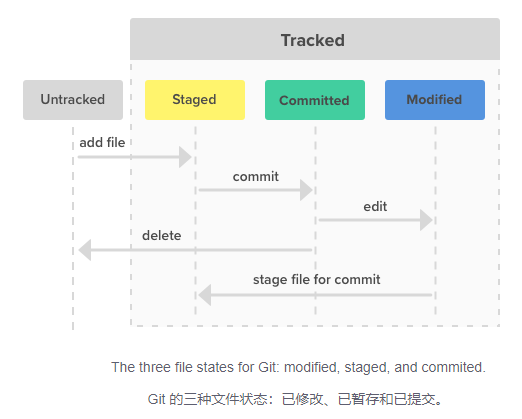 Tracked
Untracked
Staged
Committed
Modified
add file
commit
edit
delete
stage file for commit
The three file states for Git: modified, staged, and commited.
Git 的三种文件状态：已修改、已暂存和已提交。